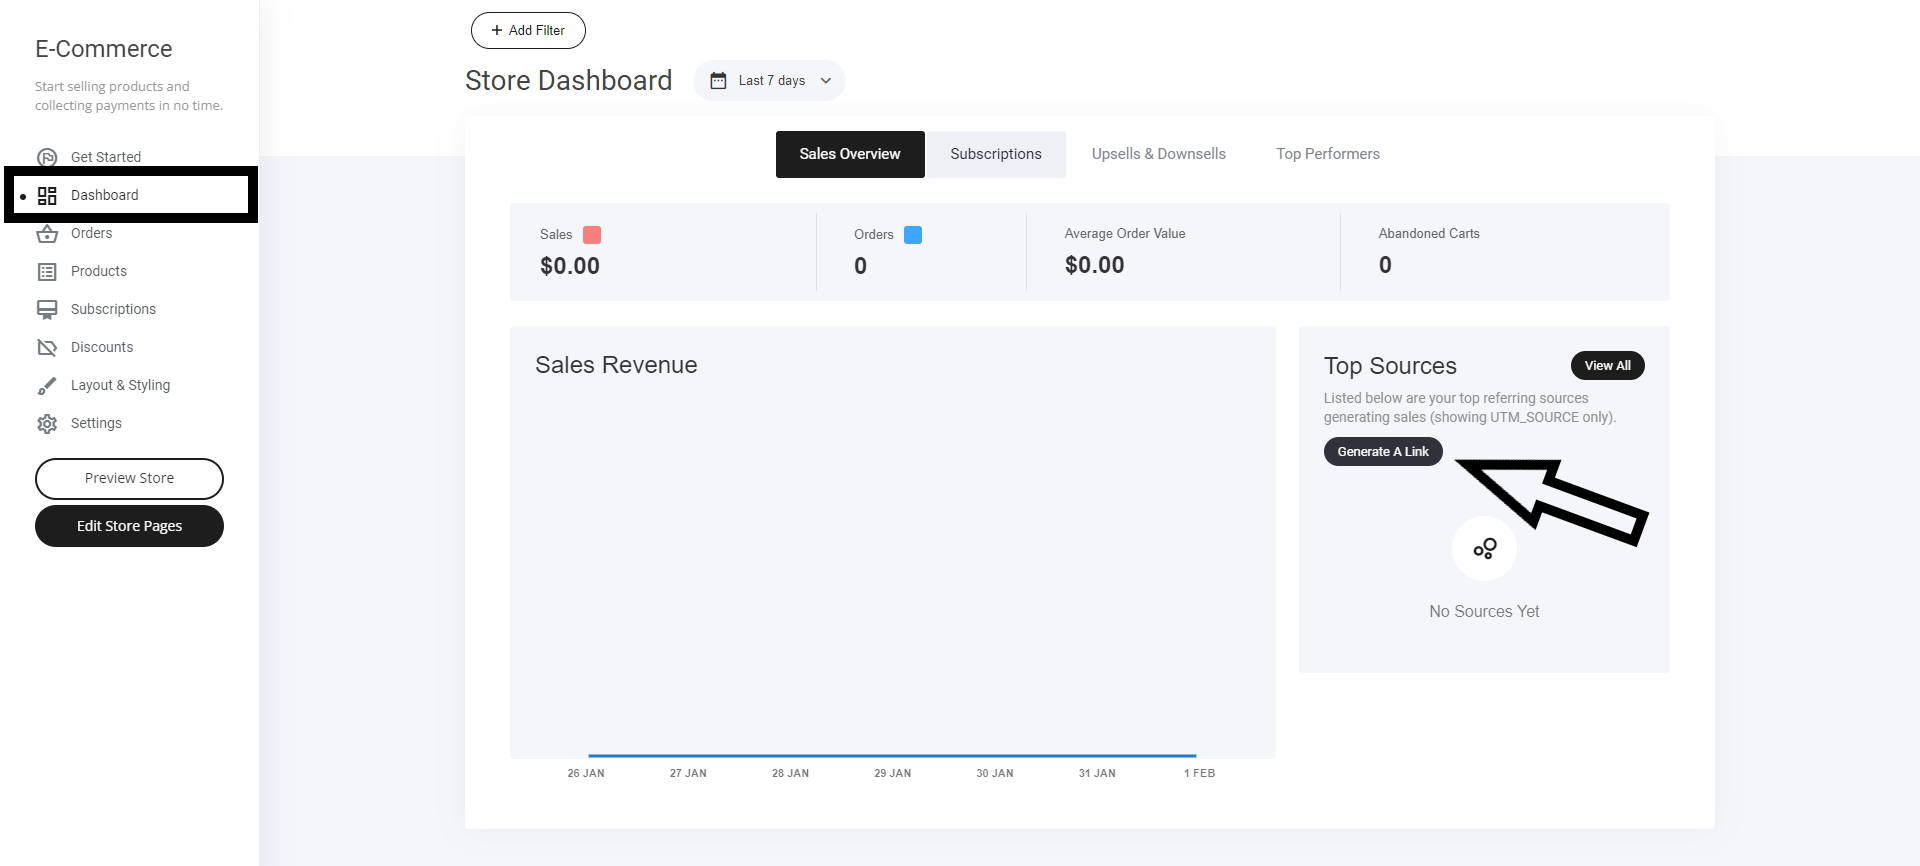 E-Commerce
Start selling products and
collecting payments in no time.
Get Started
Dashboard
Orders
Products
Subscriptions
Discounts
Layout & Styling
Settings
Preview Store
Edit Store Pages
+ Add Filter
Store Dashboard
Last 7 days
Sales Overview
Subscriptions
Upsells & Downsells
Top Performers
Sales
$0.00
Orders
0
Average Order Value
$0.00
Abandoned Carts
0
Sales Revenue
26 JAN
27 JAN
28 JAN
29 JAN
30 JAN
31 JAN
1 FEB
Top Sources
View All
Listed below are your top referring sources
generating sales (showing UTM_SOURCE only).
Generate A Link
No Sources Yet